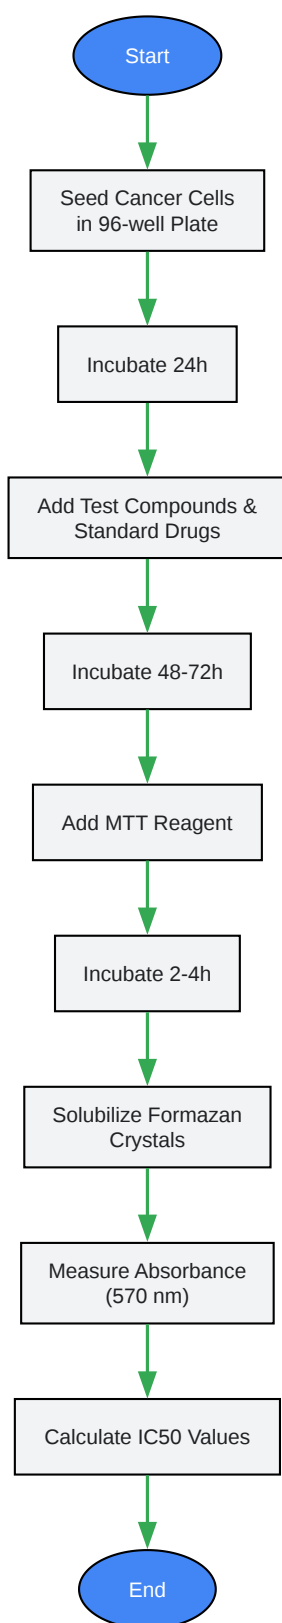 Start
Seed Cancer Cells
in 96-well Plate
Incubate 24h
Add Test Compounds &
Standard Drugs
Incubate 48-72h
Add MTT Reagent
Incubate 2-4h
Solubilize Formazan
Crystals
Measure Absorbance
(570 nm)
Calculate IC50 Values
End